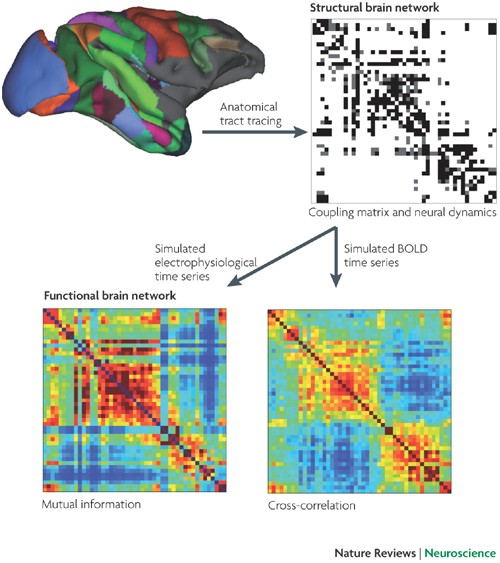 Structural brain network
Anatomical
tract tracing
Coupling matrix and neural dynamics
Simulated
electrophysiological
time series
Simulated BOLD
time series
Functional brain network
Mutual information
Cross-correlation
Nature Reviews | Neuroscience